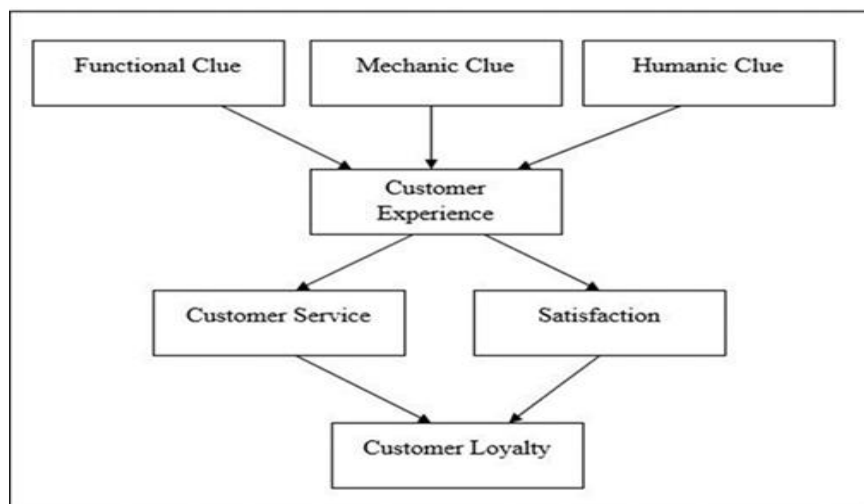 Functional Clue
Mechanic Clue
Humanic Clue
Customer
Experience
Customer Service
Satisfaction
Customer Loyalty